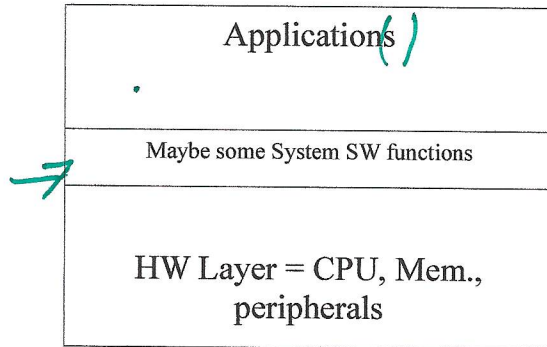 Applications()
Maybe some System SW functions
HW Layer = CPU, Mem.,
peripherals